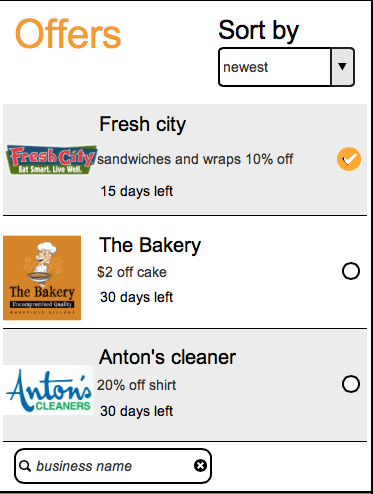 Offers
Sort by
newest
Fresh city
Fresh City
Eat Smart. Live Well.
sandwiches and wraps 10% off
15 days left
The Bakery
The Bakery
Uncompromised Quality
WAKEFIELD VILLAGE
$2 off cake
30 days left
Anton's cleaner
Anton's
CLEANERS
20% off shirt
30 days left
business name